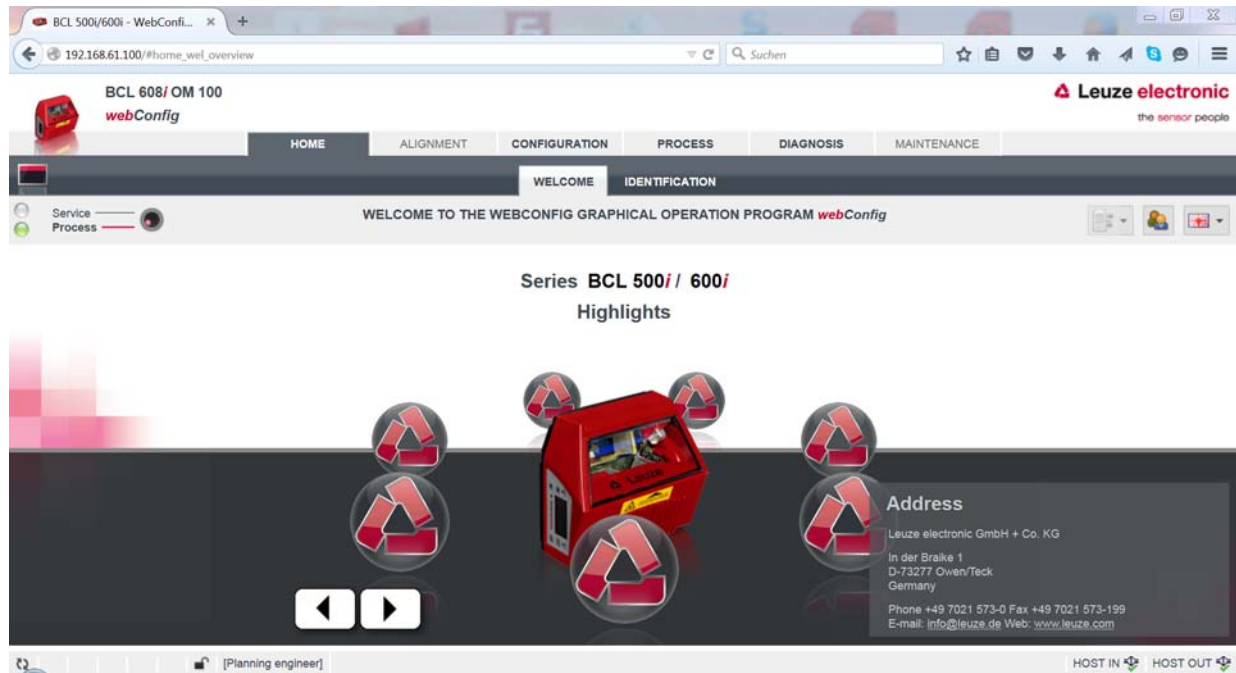 BCL 500i/600i - WebConfi...
192.168.61.100/#home_wel_overview
Suchen
BCL 608i OM 100
webConfig
Leuze electronic
the sensor people
HOME ALIGNMENT CONFIGURATION PROCESS DIAGNOSIS MAINTENANCE
WELCOME IDENTIFICATION
Service
Process
WELCOME TO THE WEBCONFIG GRAPHICAL OPERATION PROGRAM webConfig
Series BCL 500i / 600i
Highlights
Leuze
Address
Leuze electronic GmbH + Co. KG
In der Braike 1
D-73277 Owen/Teck
Germany
Phone +49 7021 573-0 Fax +49 7021 573-199
E-mail: info@leuze.de Web: www.leuze.com
[Planning engineer]
HOST IN HOST OUT